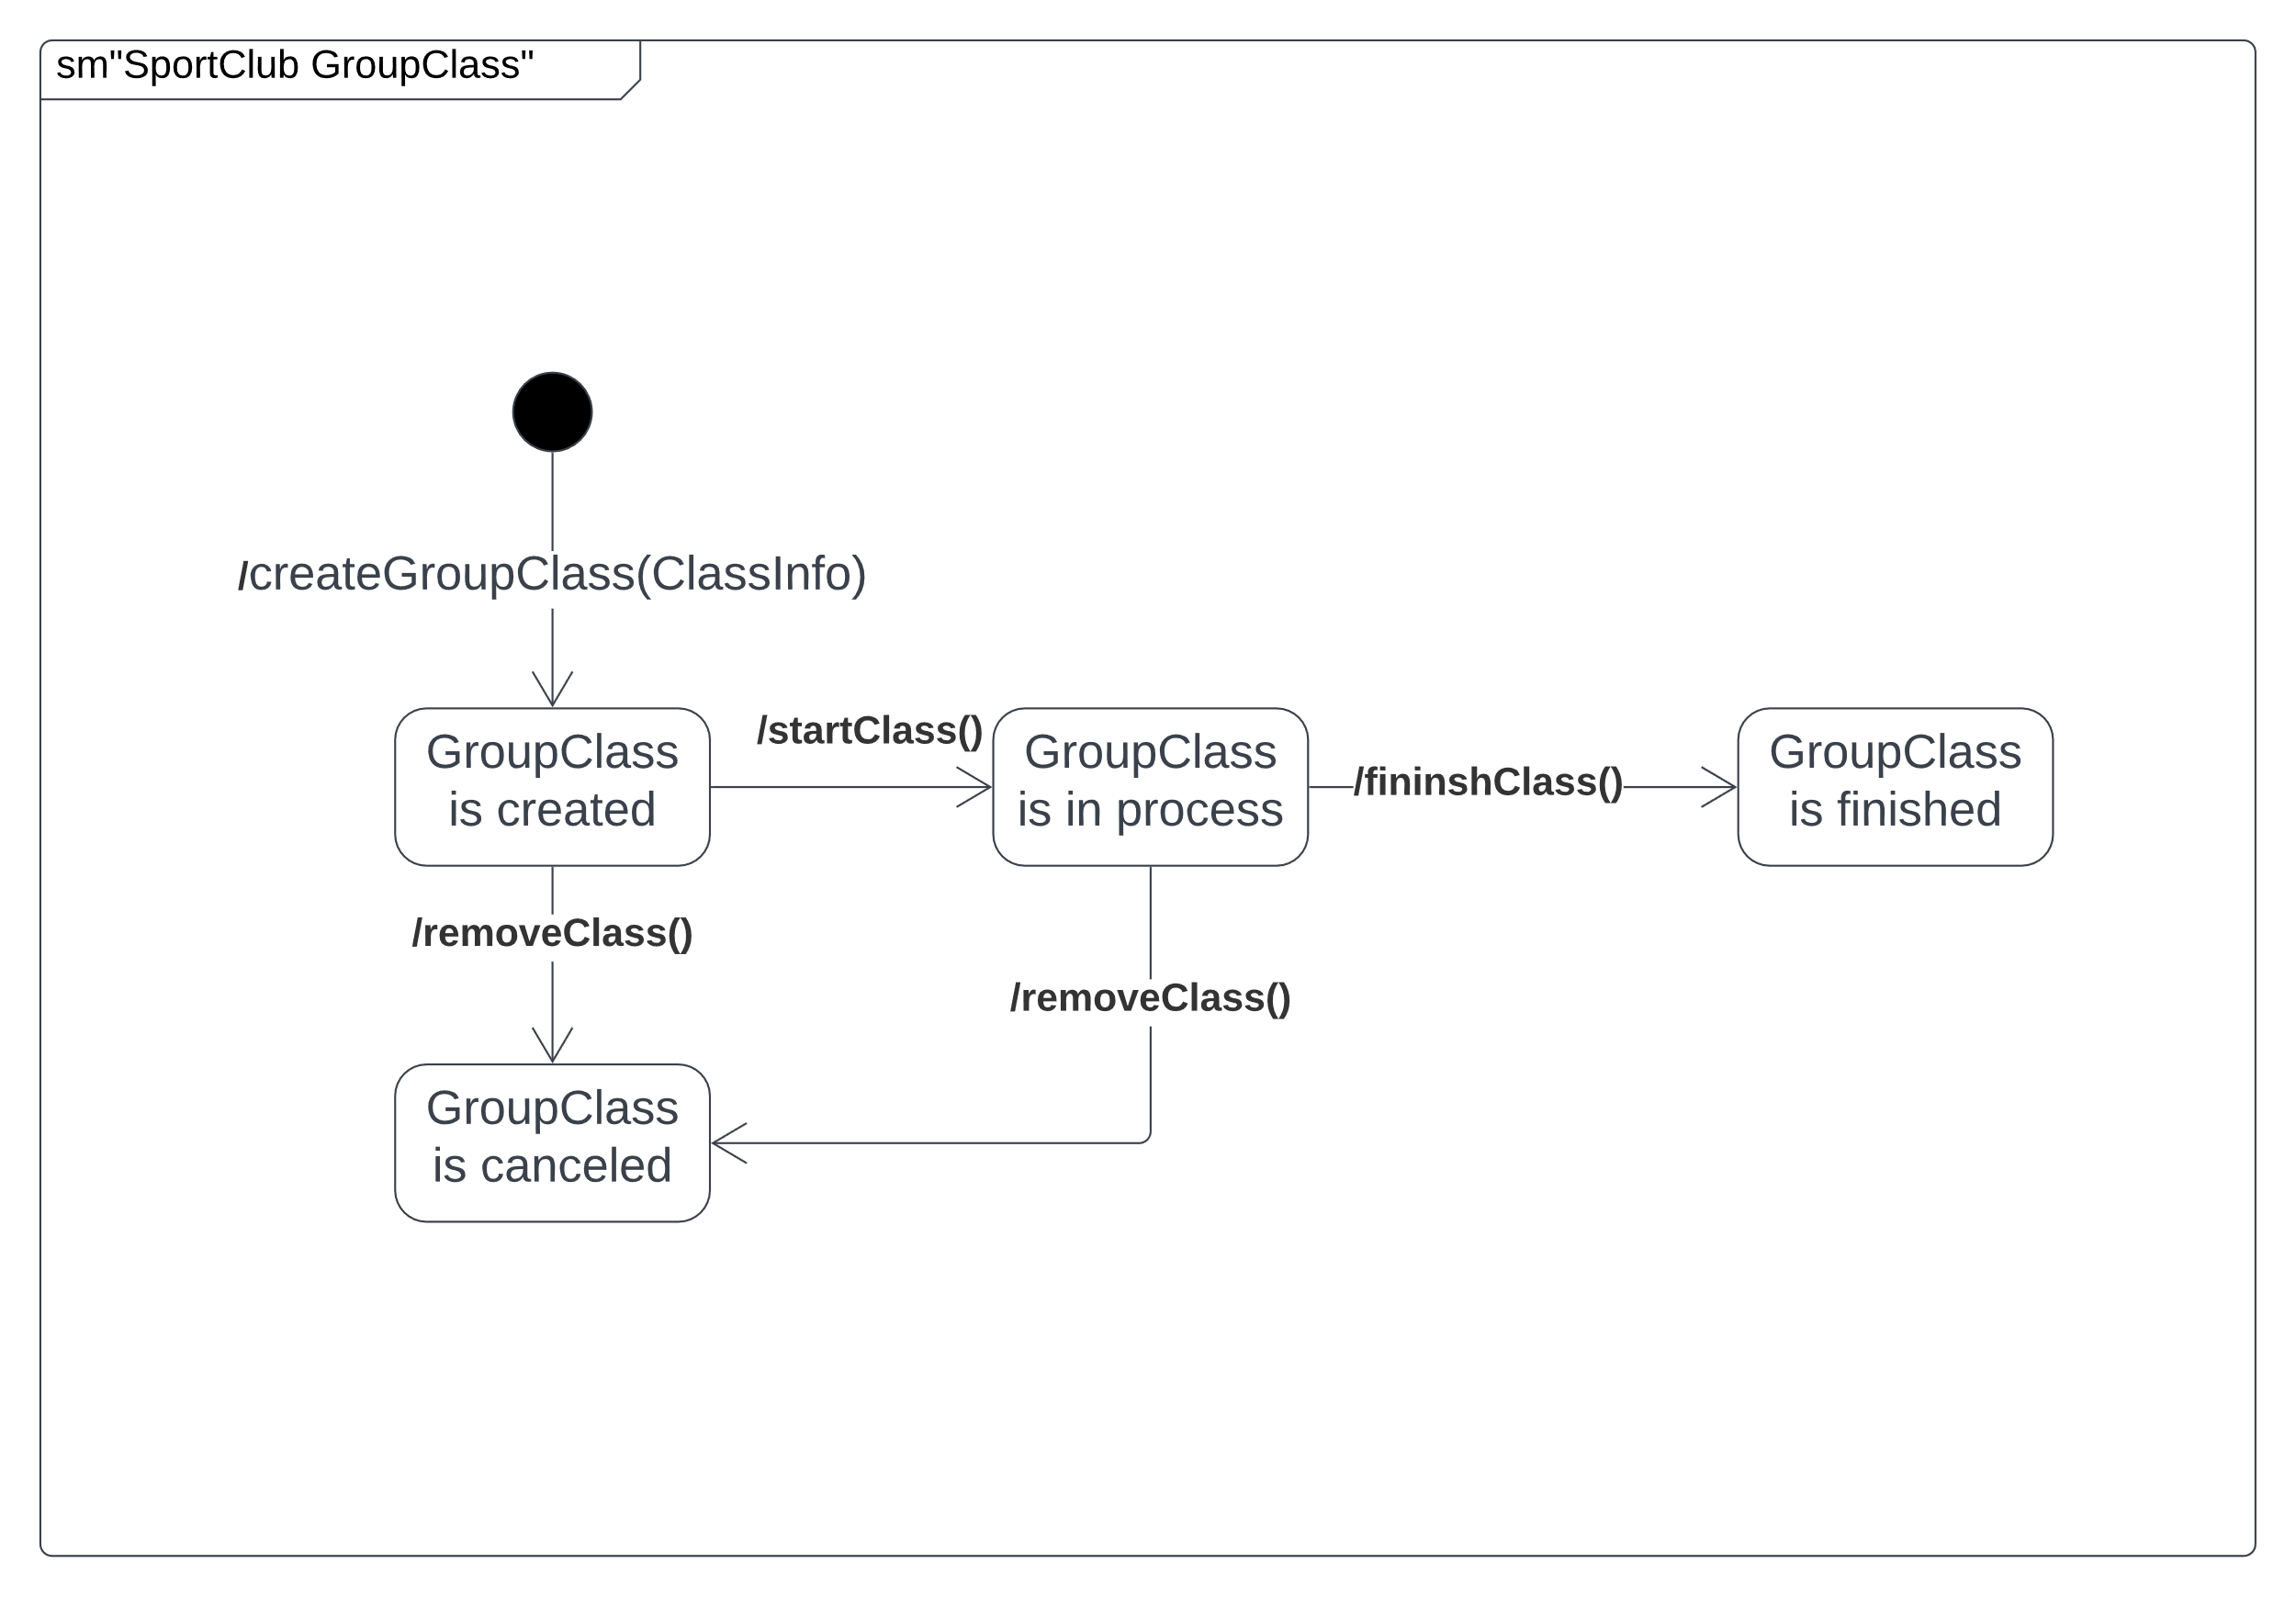 sm"SportClub GroupClass"
/createGroupClass(ClassInfo)
GroupClass
is created
/startClass()
GroupClass
is in process
/fininshClass()
GroupClass
is finished
/removeClass()
/removeClass()
GroupClass
is canceled